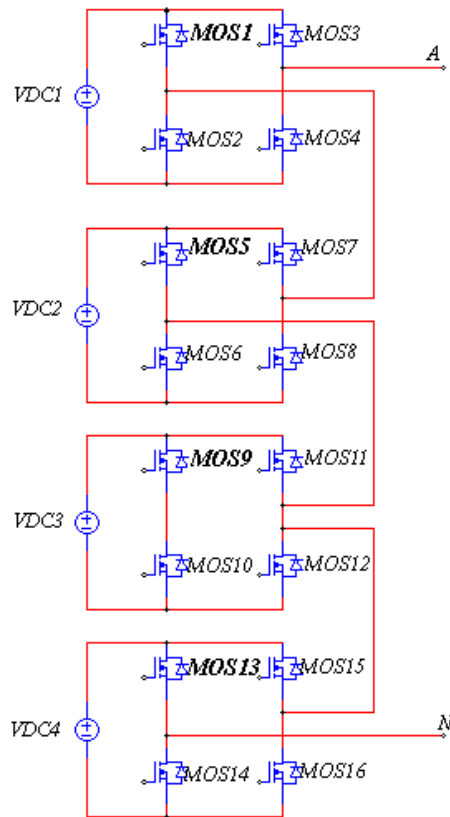 MOS1 MOS3
A
VDC1
MOS2 MOS4
MOS5 MOS7
VDC2
MOS6 MOS8
MOS9 MOS11
VDC3
MOS10 MOS12
MOS13 MOS15
N
VDC4
MOS14 MOS16